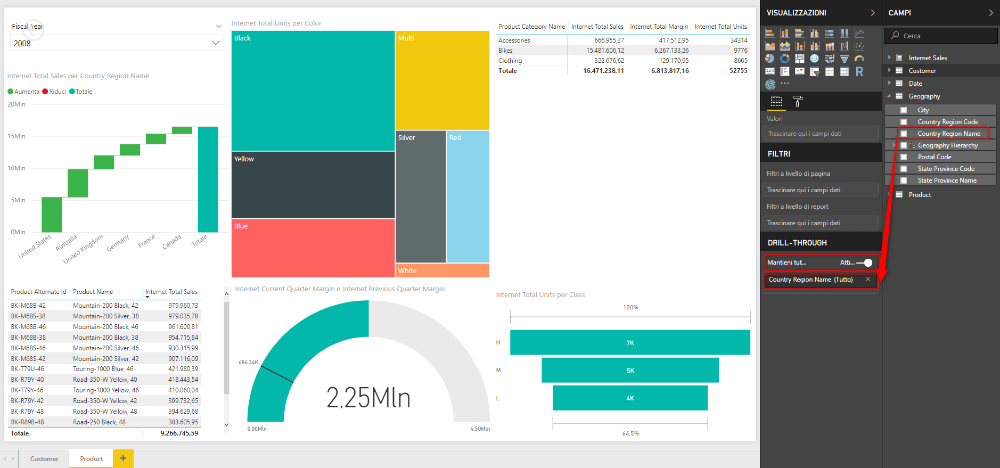 Fiscal Year
2008
Internet Total Sales per Country Region Name
Aumenta Riduci Totale
20Mln
15Mln
10Mln
5Mln
0Mln
United States
Australia
United Kingdom
Germany
France
Canada
Totale
Internet Total Units per Color
Black
Multi
Yellow
Silver
Red
Blue
White
Product Category Name Internet Total Sales Internet Total Margin Internet Total Units
Accessories 666.955,37 417.512,95 34314
Bikes 15.481.606,12 6.267.133,26 9776
Clothing 322.676,62 129.170,95 8665
Totale 16.471.238,11 6.813.817,16 52755
Product Alternate Id Product Name Internet Total Sales
BK-M68B-42 Mountain-200 Black, 42 979.960,73
BK-M68S-38 Mountain-200 Silver, 38 979.035,78
BK-M68B-46 Mountain-200 Black, 46 961.600,81
BK-M68B-38 Mountain-200 Black, 38 954.715,84
BK-M68S-46 Mountain-200 Silver, 46 930.315,99
BK-M68S-42 Mountain-200 Silver, 42 907.116,09
BK-T79U-46 Touring-1000 Blue, 46 421.980,39
BK-R79Y-40 Road-350-W Yellow, 40 418.443,54
BK-T79Y-46 Touring-1000 Yellow, 46 410.060,04
BK-R79Y-42 Road-350-W Yellow, 42 399.732,65
BK-R79Y-48 Road-350-W Yellow, 48 394.629,68
BK-R89B-48 Road-250 Black, 48 383.605,95
Totale 9.266.745,59
Internet Current Quarter Margin e Internet Previous Quarter Margin
686,34K
2,25Mln
0,00Mln
4,50Mln
Internet Total Units per Class
100%
H 7K
M 5K
L 4K
64,5%
Customer Product +
VISUALIZZAZIONI
123
R
...
Valori
Trascinare qui i campi dati
FILTRI
Filtri a livello di pagina
Trascinare qui i campi dati
Filtri a livello di report
Trascinare qui i campi dati
DRILL-THROUGH
Mantieni tut... Atti...
Country Region Name (Tutto)
CAMPI
Cerca
Internet Sales
Customer
Date
Geography
City
Country Region Code
Country Region Name
Geography Hierarchy
Postal Code
State Province Code
State Province Name
Product